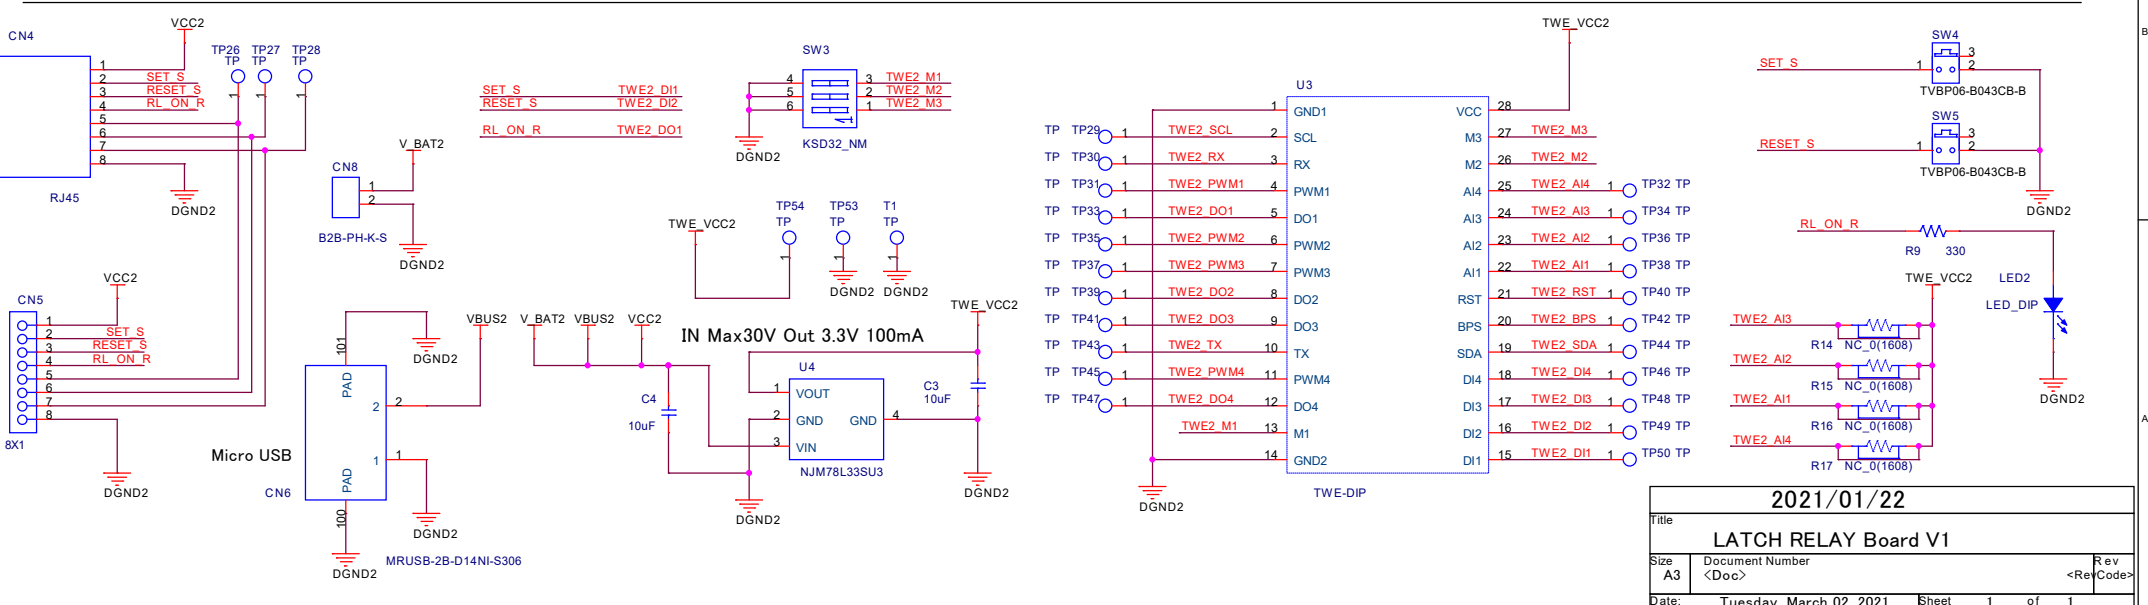 CN4
VCC2
1
2 SET_S
3 RESET_S
4 RL_ON_R
5
6
7
8
RJ45
DGND2
TP26 TP27 TP28
TP TP TP
1 1 1
CN8
V_BAT2
1
2
B2B-PH-K-S
DGND2
SET_S TWE2_DI1
RESET_S TWE2_DI2
RL_ON_R TWE2_DO1
SW3
4 3 TWE2_M1
5 2 TWE2_M2
6 1 TWE2_M3
DGND2
KSD32_NM
CN5
VCC2
1
2 SET_S
3 RESET_S
4 RL_ON_R
5
6
7
8
8X1
DGND2
Micro USB
CN6
101
PAD
2 2
1 1
PAD
100
DGND2
DGND2
DGND2
MRUSB-2B-D14NI-S306
VBUS2
TWE_VCC2
TP54 TP53 T1
TP TP TP
1 1 1
DGND2 DGND2
V_BAT2 VBUS2 VCC2
IN Max30V Out 3.3V 100mA
TWE_VCC2
U4
1 VOUT
2 GND GND 4
3 VIN
NJM78L33SU3
C4
10uF
C3
10uF
DGND2
DGND2
TWE_VCC2
U3
1 GND1 VCC 28
TP TP29 1 TWE2_SCL 2 SCL M3 27 TWE2_M3
TP TP30 1 TWE2_RX 3 RX M2 26 TWE2_M2
TP TP31 1 TWE2_PWM1 4 PWM1 AI4 25 TWE2_AI4 1 TP32 TP
TP TP33 1 TWE2_DO1 5 DO1 AI3 24 TWE2_AI3 1 TP34 TP
TP TP35 1 TWE2_PWM2 6 PWM2 AI2 23 TWE2_AI2 1 TP36 TP
TP TP37 1 TWE2_PWM3 7 PWM3 AI1 22 TWE2_AI1 1 TP38 TP
TP TP39 1 TWE2_DO2 8 DO2 RST 21 TWE2_RST 1 TP40 TP
TP TP41 1 TWE2_DO3 9 DO3 BPS 20 TWE2_BPS 1 TP42 TP
TP TP43 1 TWE2_TX 10 TX SDA 19 TWE2_SDA 1 TP44 TP
TP TP45 1 TWE2_PWM4 11 PWM4 DI4 18 TWE2_DI4 1 TP46 TP
TP TP47 1 TWE2_DO4 12 DO4 DI3 17 TWE2_DI3 1 TP48 TP
TWE2_M1 13 M1 DI2 16 TWE2_DI2 1 TP49 TP
14 GND2 DI1 15 TWE2_DI1 1 TP50 TP
DGND2
TWE-DIP
SW4
SET_S 1 3
2
TVBP06-B043CB-B
SW5
RESET_S 1 3
2
TVBP06-B043CB-B
DGND2
RL_ON_R
R9 330
TWE_VCC2
LED2
LED_DIP
DGND2
TWE2_AI3
R14 NC_0(1608)
TWE2_AI2
R15 NC_0(1608)
TWE2_AI1
R16 NC_0(1608)
TWE2_AI4
R17 NC_0(1608)
B
A
2021/01/22
Title
LATCH RELAY Board V1
Size Document Number Rev
A3 <Doc> <RevCode>
Date: Tuesday, March 02, 2021 Sheet 1 of 1